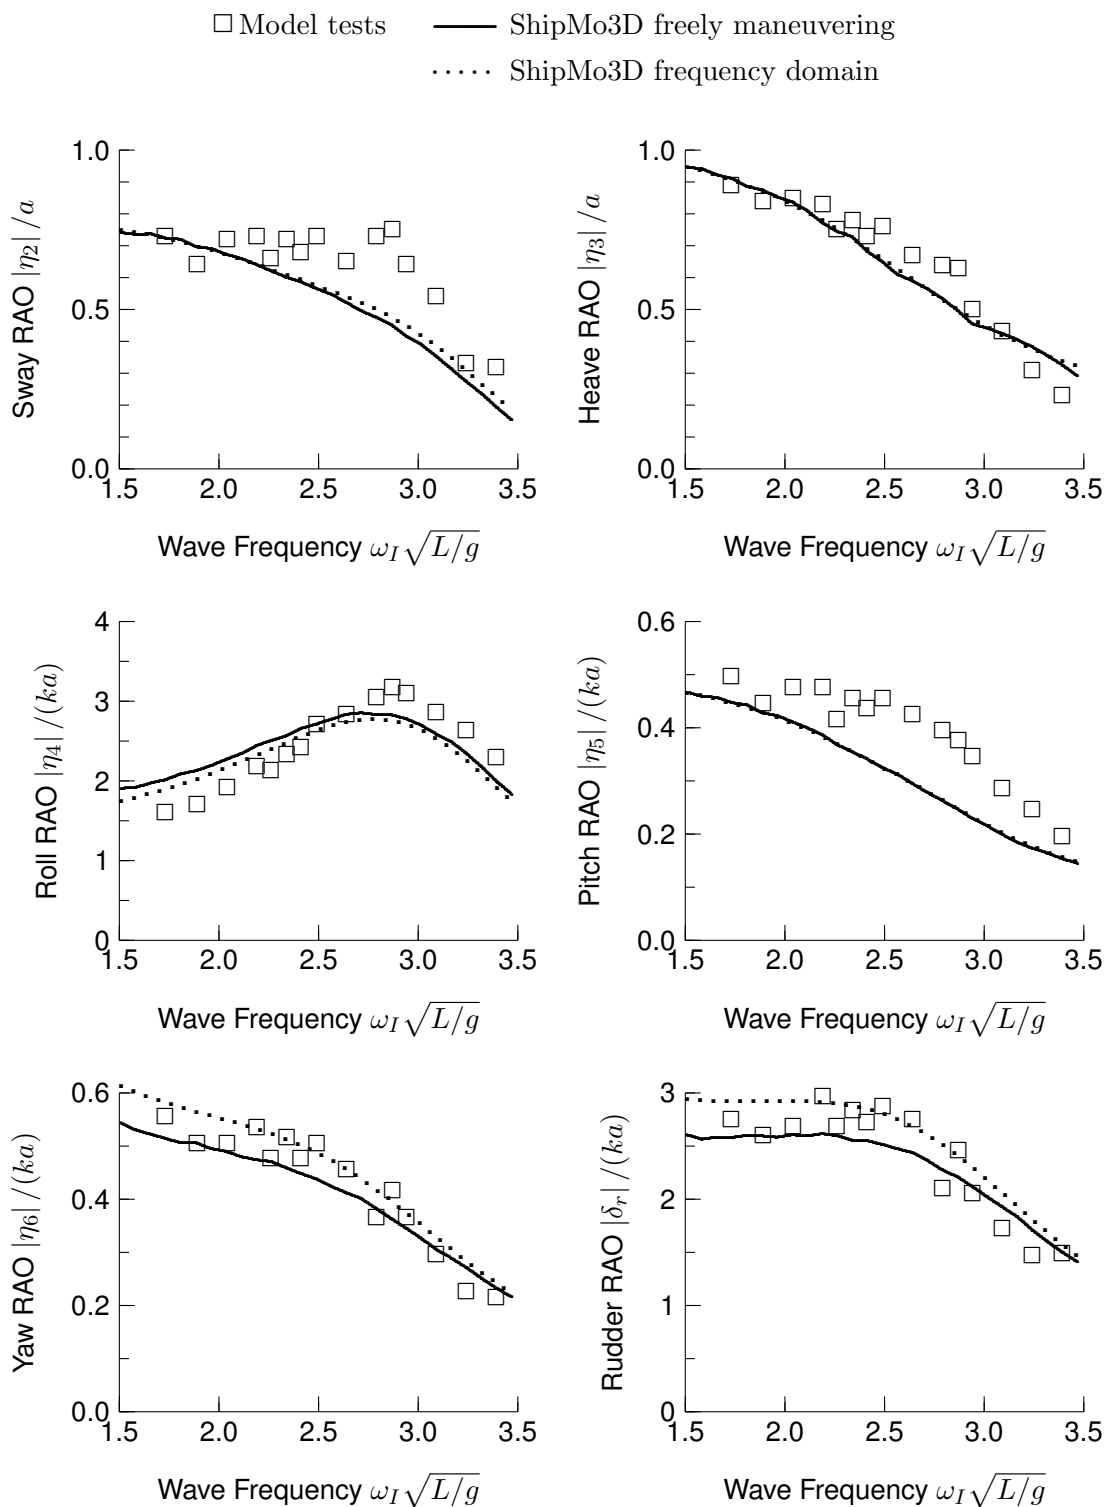 □ Model tests — ShipMo3D freely maneuvering
····· ShipMo3D frequency domain
Sway RAO |η₂|/a
1.0
0.5
0.0
1.5 2.0 2.5 3.0 3.5
Wave Frequency ω_I√(L/g)
Heave RAO |η₃|/a
1.0
0.5
0.0
1.5 2.0 2.5 3.0 3.5
Wave Frequency ω_I√(L/g)
Roll RAO |η₄|/(ka)
4
3
2
1
0
1.5 2.0 2.5 3.0 3.5
Wave Frequency ω_I√(L/g)
Pitch RAO |η₅|/(ka)
0.6
0.4
0.2
0.0
1.5 2.0 2.5 3.0 3.5
Wave Frequency ω_I√(L/g)
Yaw RAO |η₆|/(ka)
0.6
0.4
0.2
0.0
1.5 2.0 2.5 3.0 3.5
Wave Frequency ω_I√(L/g)
Rudder RAO |δ_r|/(ka)
3
2
1
0
1.5 2.0 2.5 3.0 3.5
Wave Frequency ω_I√(L/g)